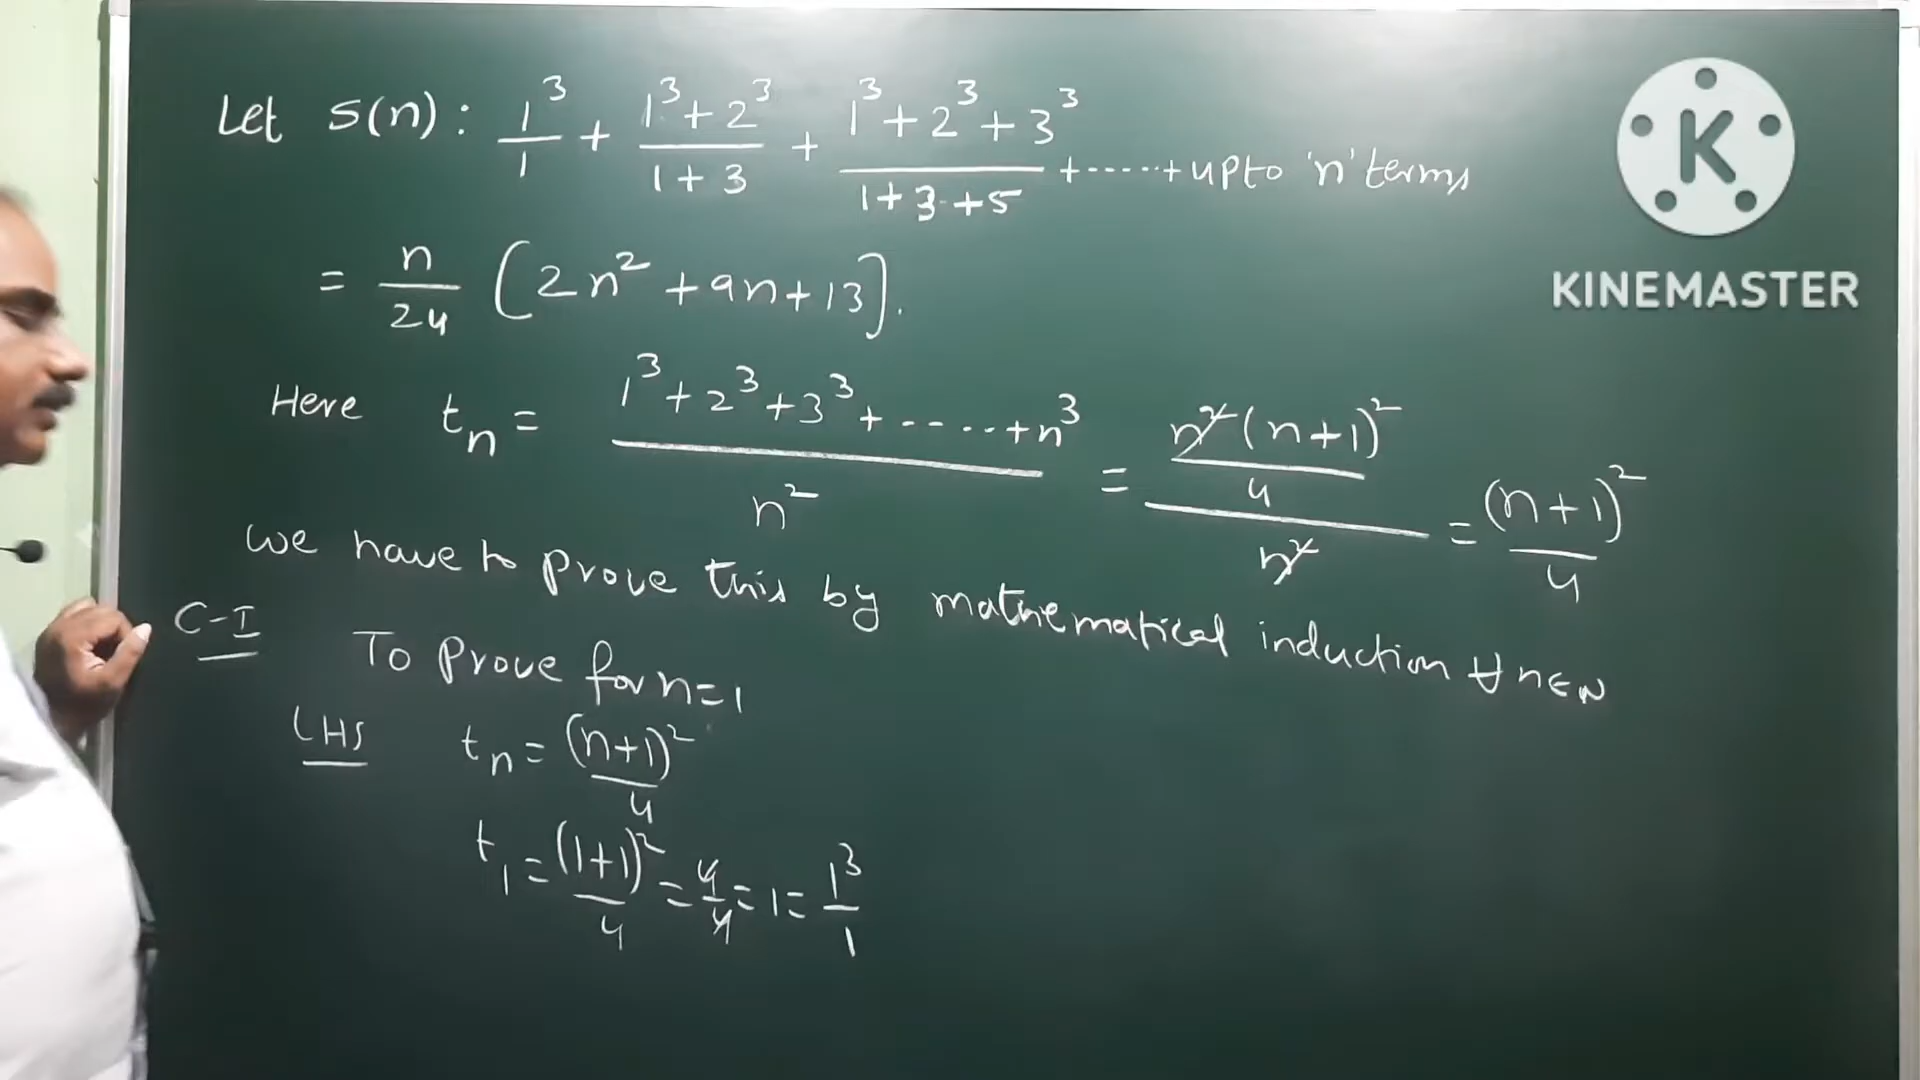 Let S(n): 1³/1 + (1³+2³)/(1+3) + (1³+2³+3³)/(1+3+5) + ------ + upto 'n' terms
= n/24 (2n²+9n+13].
Here tₙ = (1³+2³+3³+-----+n³)/n² = (n²(n+1)²/4)/n² = (n+1)²/4
We have to prove this by mathematical induction ∀ n∈N
C-I To prove for n=1
LHS tₙ = (n+1)²/4
t₁ = (1+1)²/4 = 4/4 = 1 = 1³/1
K
KINEMASTER